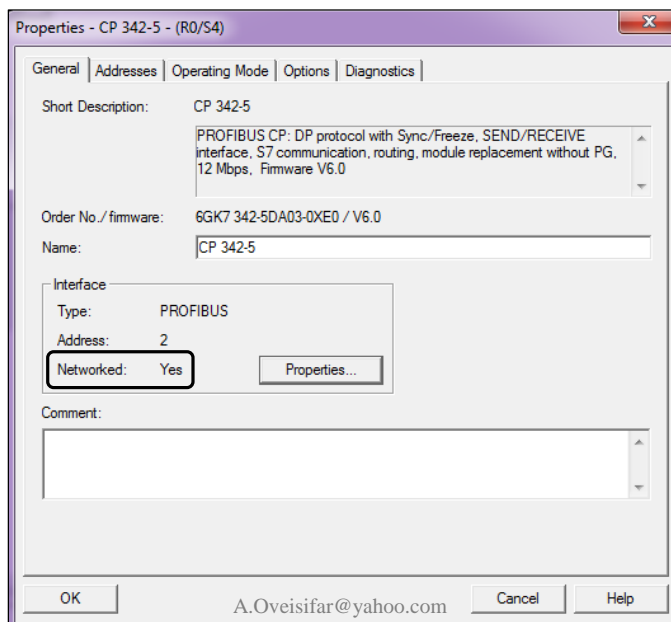 Properties - CP 342-5 - (R0/S4)
General Addresses Operating Mode Options Diagnostics
Short Description: CP 342-5
PROFIBUS CP: DP protocol with Sync/Freeze, SEND/RECEIVE
interface, S7 communication, routing, module replacement without PG,
12 Mbps, Firmware V6.0
Order No./ firmware: 6GK7 342-5DA03-0XE0 / V6.0
Name: CP 342-5
Interface
Type: PROFIBUS
Address: 2
Networked: Yes Properties...
Comment:
OK A.Oveisifar@yahoo.com Cancel Help